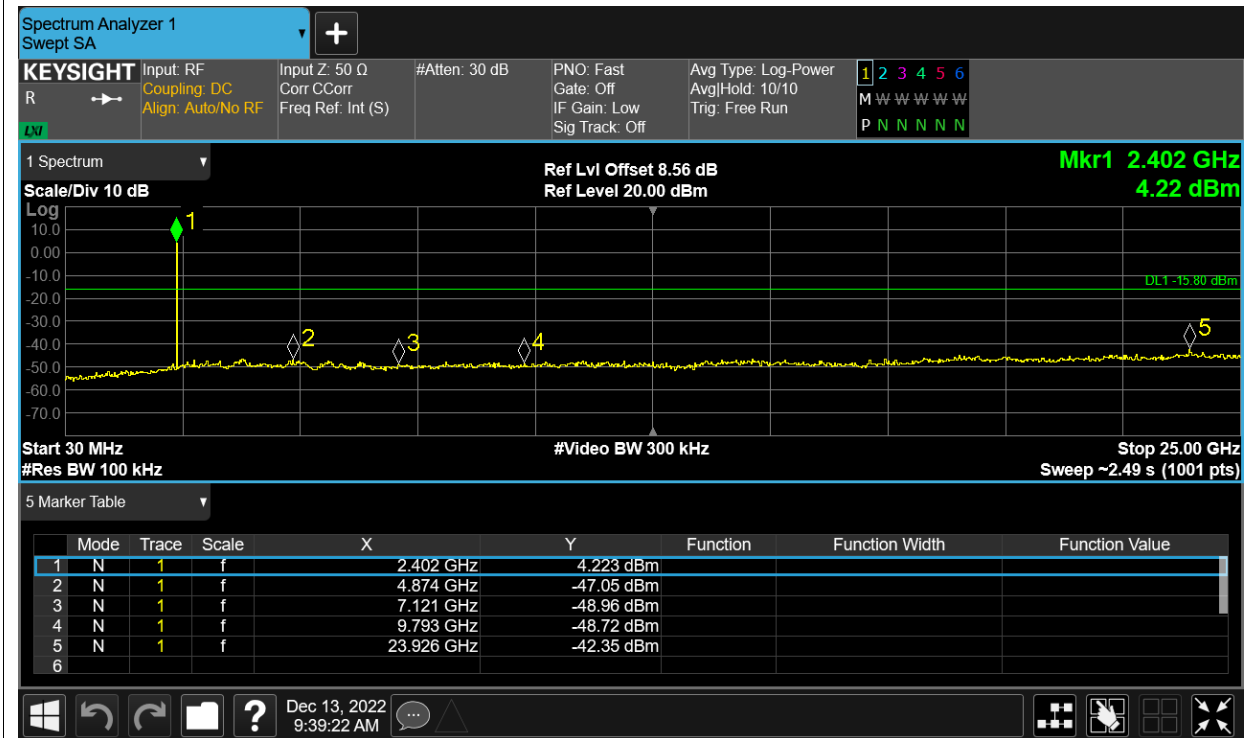 Spectrum Analyzer 1
Swept SA
KEYSIGHT
R
LXI
Input: RF
Coupling: DC
Align: Auto/No RF
Input Z: 50 Ω
Corr CCorr
Freq Ref: Int (S)
#Atten: 30 dB
PNO: Fast
Gate: Off
IF Gain: Low
Sig Track: Off
Avg Type: Log-Power
Avg|Hold: 10/10
Trig: Free Run
1 2 3 4 5 6
M W W W W W
P N N N N N
1 Spectrum
Scale/Div 10 dB
Ref Lvl Offset 8.56 dB
Ref Level 20.00 dBm
Mkr1 2.402 GHz
4.22 dBm
Log
10.0
0.00
-10.0
-20.0
-30.0
-40.0
-50.0
-60.0
-70.0
1
2
3
4
5
DL1 -15.80 dBm
Start 30 MHz
#Res BW 100 kHz
#Video BW 300 kHz
Stop 25.00 GHz
Sweep ~2.49 s (1001 pts)
5 Marker Table
Mode Trace Scale X Y Function Function Width Function Value
1 N 1 f 2.402 GHz 4.223 dBm
2 N 1 f 4.874 GHz -47.05 dBm
3 N 1 f 7.121 GHz -48.96 dBm
4 N 1 f 9.793 GHz -48.72 dBm
5 N 1 f 23.926 GHz -42.35 dBm
6
?
Dec 13, 2022
9:39:22 AM